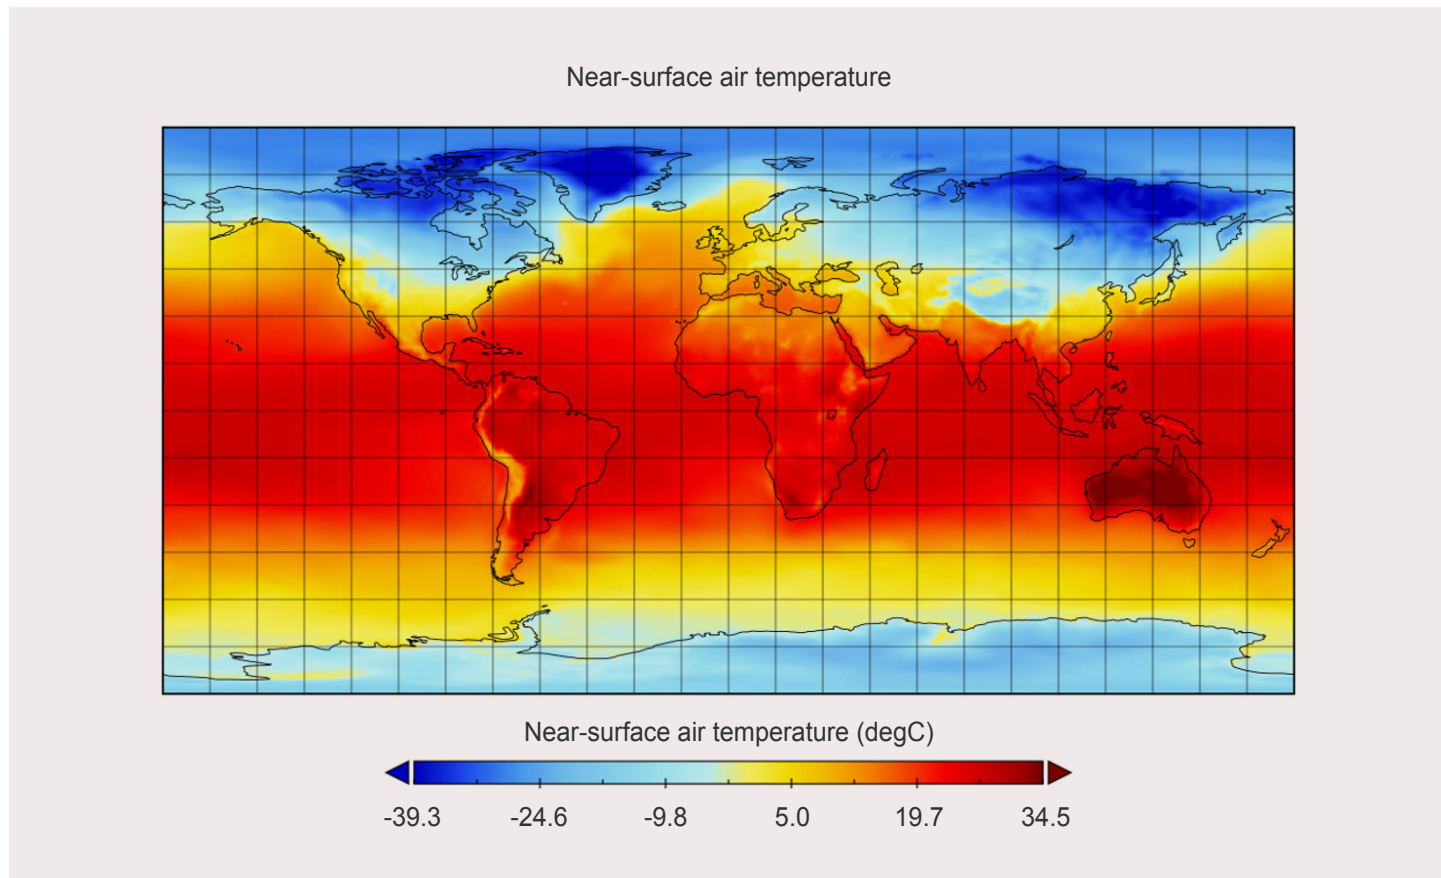 Near-surface air temperature
Near-surface air temperature (degC)
-39.3 -24.6 -9.8 5.0 19.7 34.5